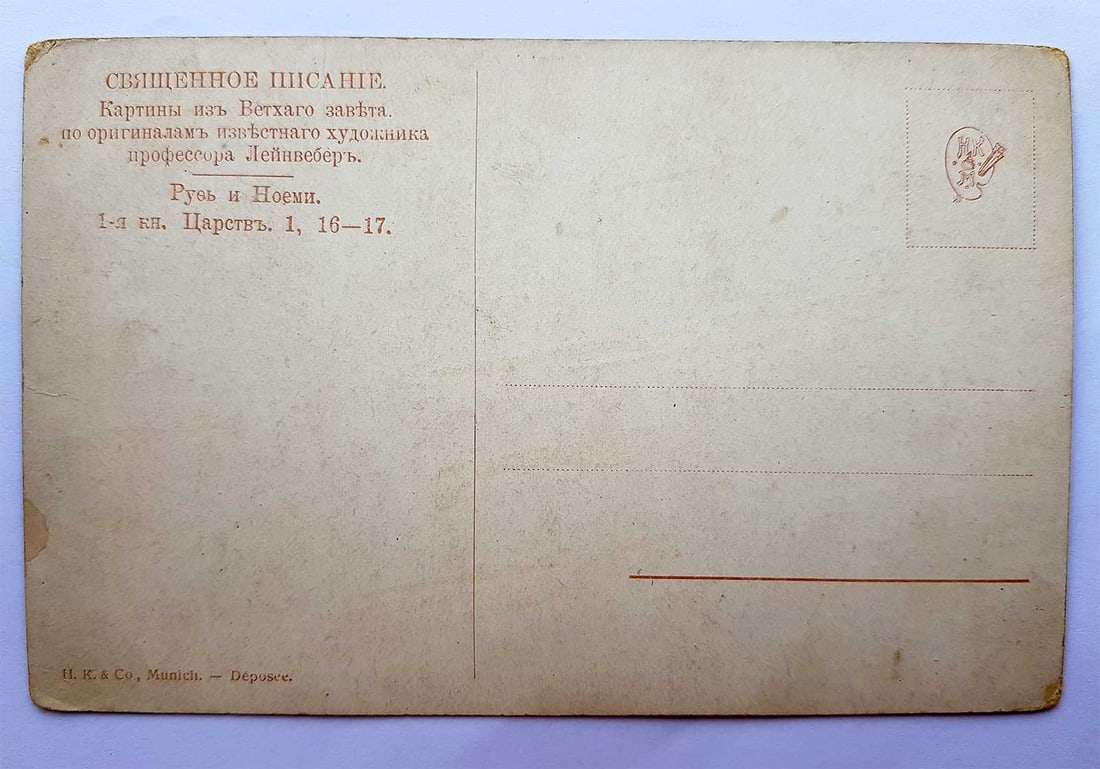 СВЯЩЕННОЕ ПИСАНІЕ.
Картины изъ Ветхаго завѣта.
по оригиналамъ извѣстнаго художника
профессора Лейнвеберъ.
Руѳь и Ноеми.
1-я кн. Царствъ. 1, 16—17.
H K
&
M
H. K. & Co, Munich. — Déposée.